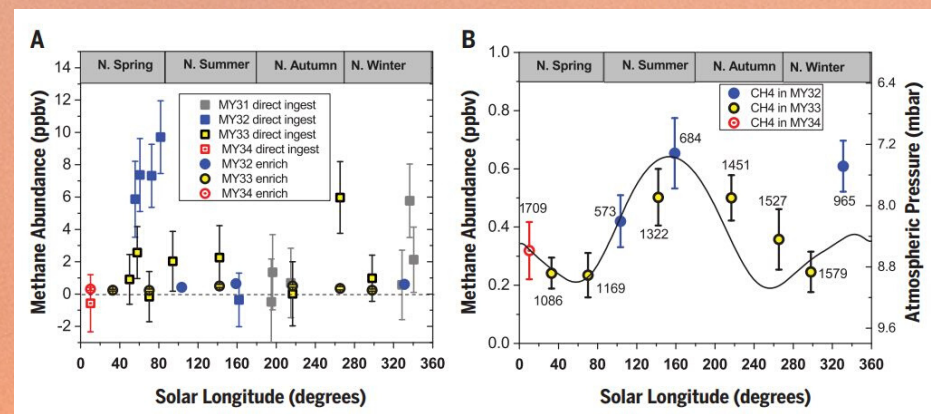 A
N. Spring N. Summer N. Autumn N. Winter
Methane Abundance (ppbv)
14
12
10
8
6
4
2
0
-2
MY31 direct ingest
MY32 direct ingest
MY33 direct ingest
MY34 direct ingest
MY32 enrich
MY33 enrich
MY34 enrich
0 40 80 120 160 200 240 280 320 360
Solar Longitude (degrees)
B
N. Spring N. Summer N. Autumn N. Winter
Methane Abundance (ppbv)
1.0
0.8
0.6
0.4
0.2
0.0
CH4 in MY32
CH4 in MY33
CH4 in MY34
1709
1086
1169
573
1322
684
1451
1527
1579
965
6.4
7.2
8.0
8.8
9.6
Atmospheric Pressure (mbar)
0 40 80 120 160 200 240 280 320 360
Solar Longitude (degrees)